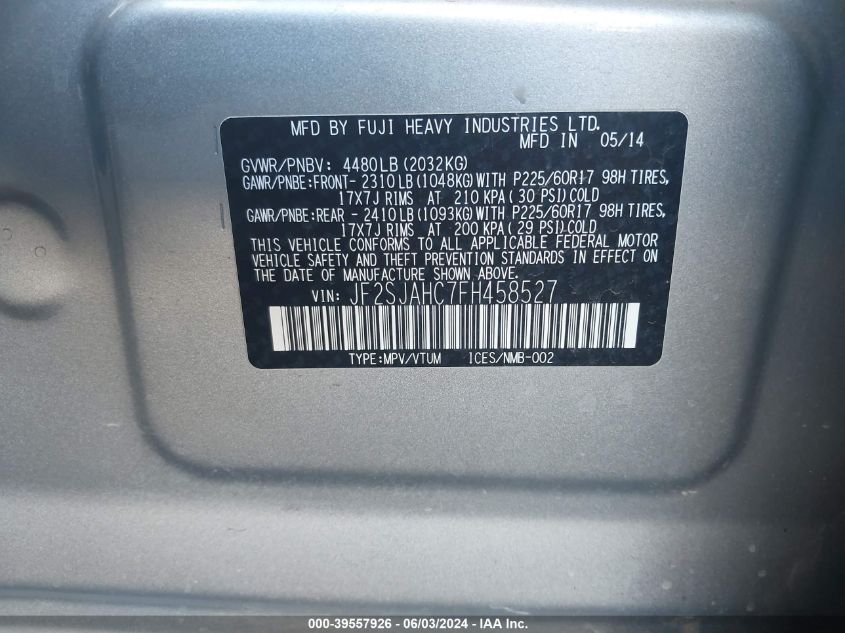 MFD BY FUJI HEAVY INDUSTRIES LTD.
MFD IN 05/14
GVWR/PNBV: 4480LB(2032KG)
GAWR/PNBE:FRONT- 2310LB(1048KG)WITH P225/60R17 98H TIRES,
17X7J RIMS AT 210 KPA( 30 PSI)COLD
GAWR/PNBE:REAR - 2410LB(1093KG)WITH P225/60R17 98H TIRES,
17X7J RIMS AT 200 KPA( 29 PSI)COLD
THIS VEHICLE CONFORMS TO ALL APPLICABLE FEDERAL MOTOR
VEHICLE SAFETY AND THEFT PREVENTION STANDARDS IN EFFECT ON
THE DATE OF MANUFACTURE SHOWN ABOVE.
VIN: JF2SJAHC7FH458527
TYPE:MPV/VTUM ICES/NMB-002
000-39557926 - 06/03/2024 - IAA Inc.